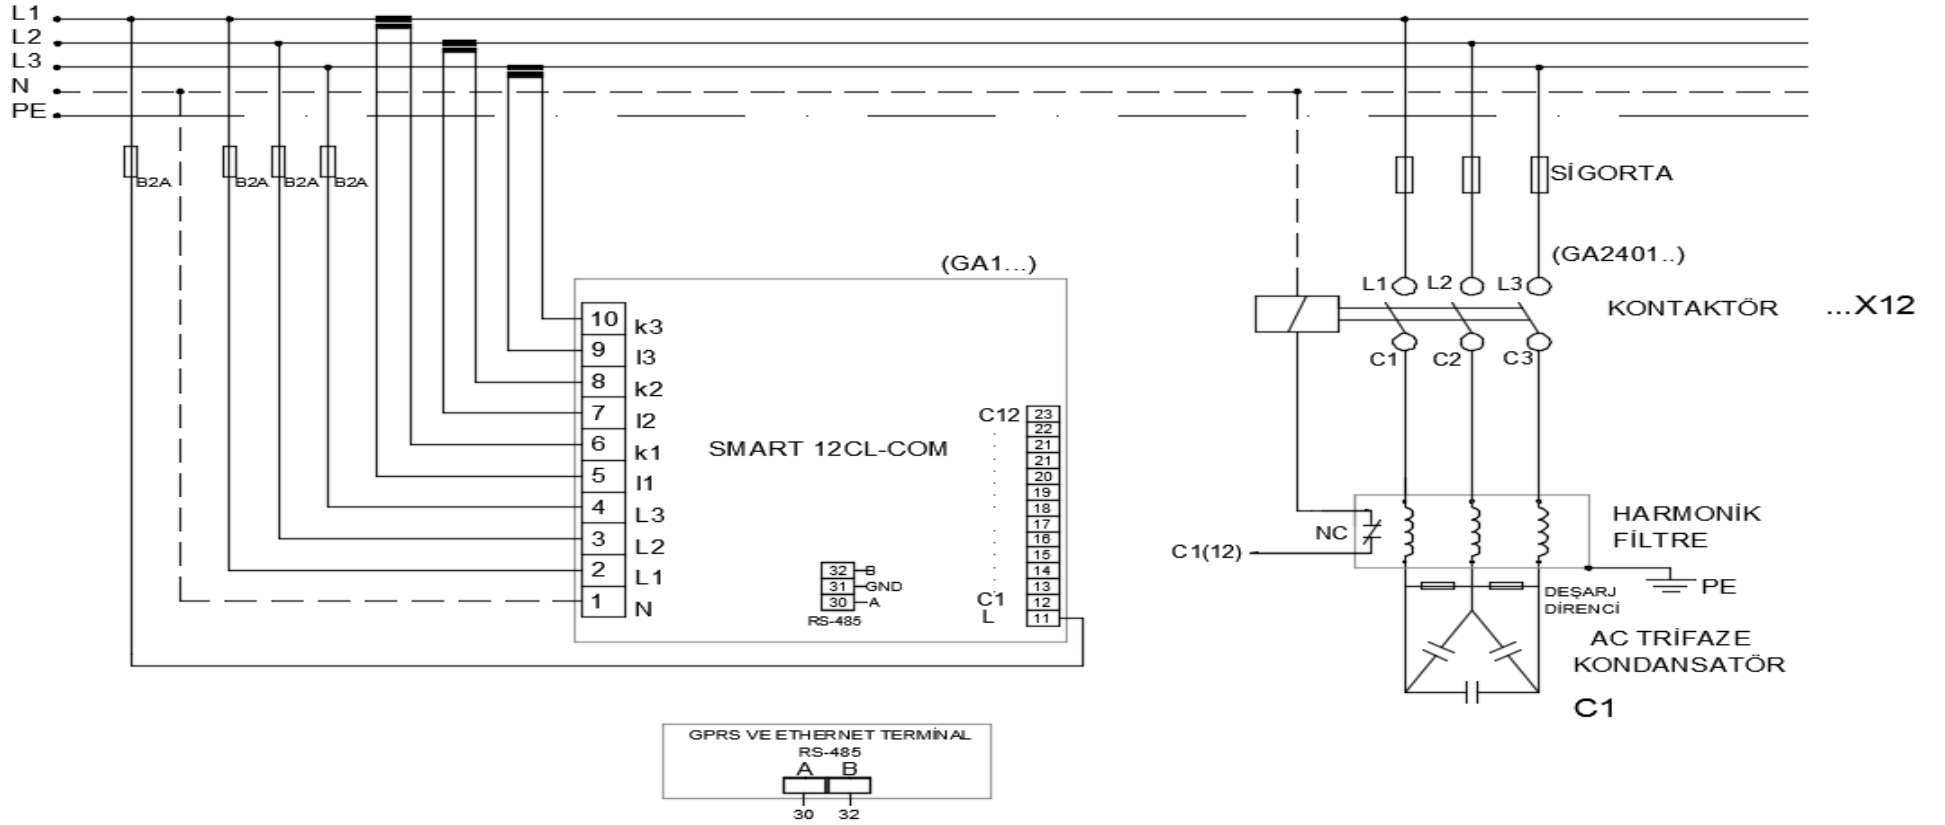 L1
L2
L3
N
PE
B2A
B2A
B2A
B2A
SİGORTA
(GA1...)
(GA2401..)
L1
L2
L3
KONTAKTÖR
...X12
C1
C2
C3
10
k3
9
l3
8
k2
7
l2
6
k1
5
l1
4
L3
3
L2
2
L1
1
N
SMART 12CL-COM
C12
23
22
21
21
20
19
18
17
16
15
14
13
C1
12
L
11
32
B
31
GND
30
A
RS-485
NC
C1(12)
HARMONİK
FİLTRE
PE
DEŞARJ
DİRENCİ
AC TRİFAZE
KONDANSATÖR
C1
GPRS VE ETHERNET TERMİNAL
RS-485
A B
30 32